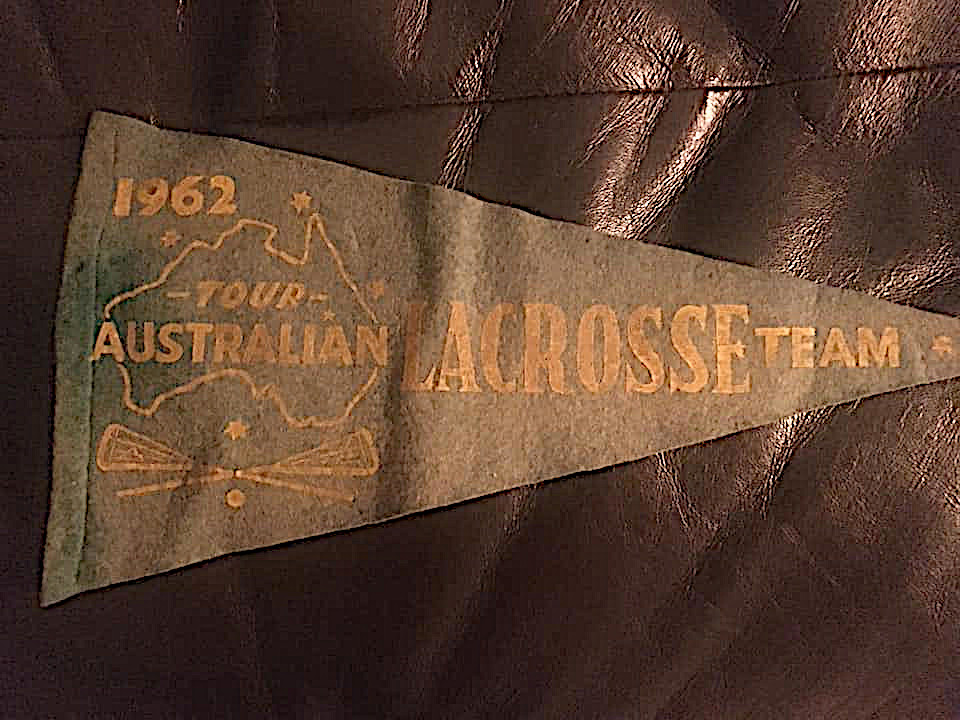 1962
-TOUR-
AUSTRALIAN LACROSSE TEAM